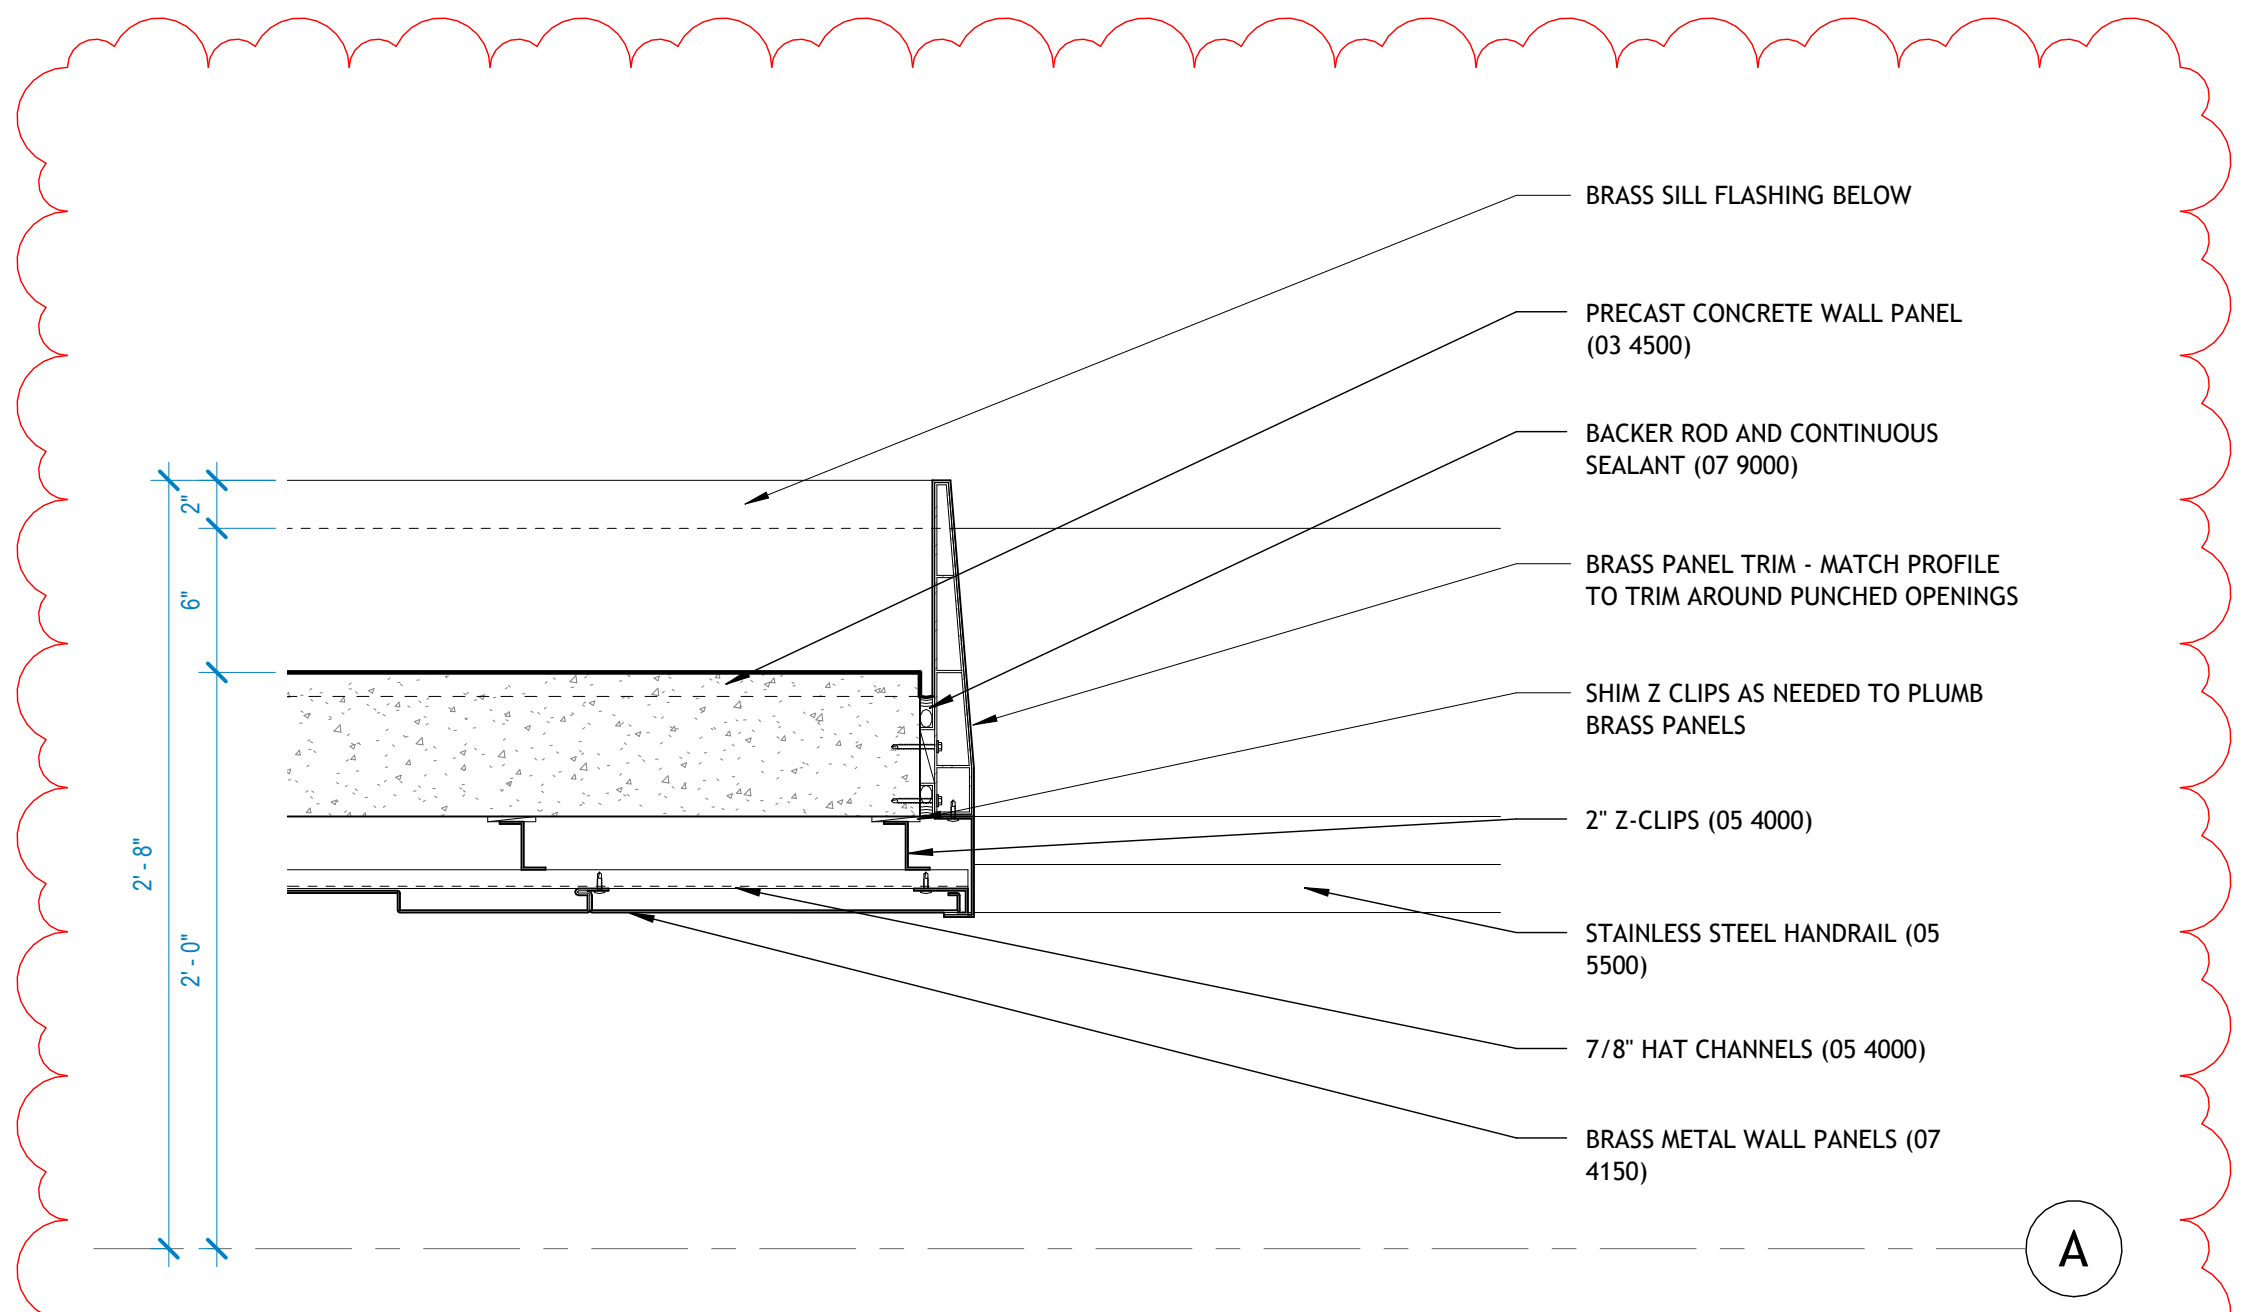 BRASS SILL FLASHING BELOW
PRECAST CONCRETE WALL PANEL
(03 4500)
BACKER ROD AND CONTINUOUS
SEALANT (07 9000)
BRASS PANEL TRIM - MATCH PROFILE
TO TRIM AROUND PUNCHED OPENINGS
SHIM Z CLIPS AS NEEDED TO PLUMB
BRASS PANELS
2" Z-CLIPS (05 4000)
STAINLESS STEEL HANDRAIL (05
5500)
7/8" HAT CHANNELS (05 4000)
BRASS METAL WALL PANELS (07
4150)
2"
6"
2' - 8"
2' - 0"
A